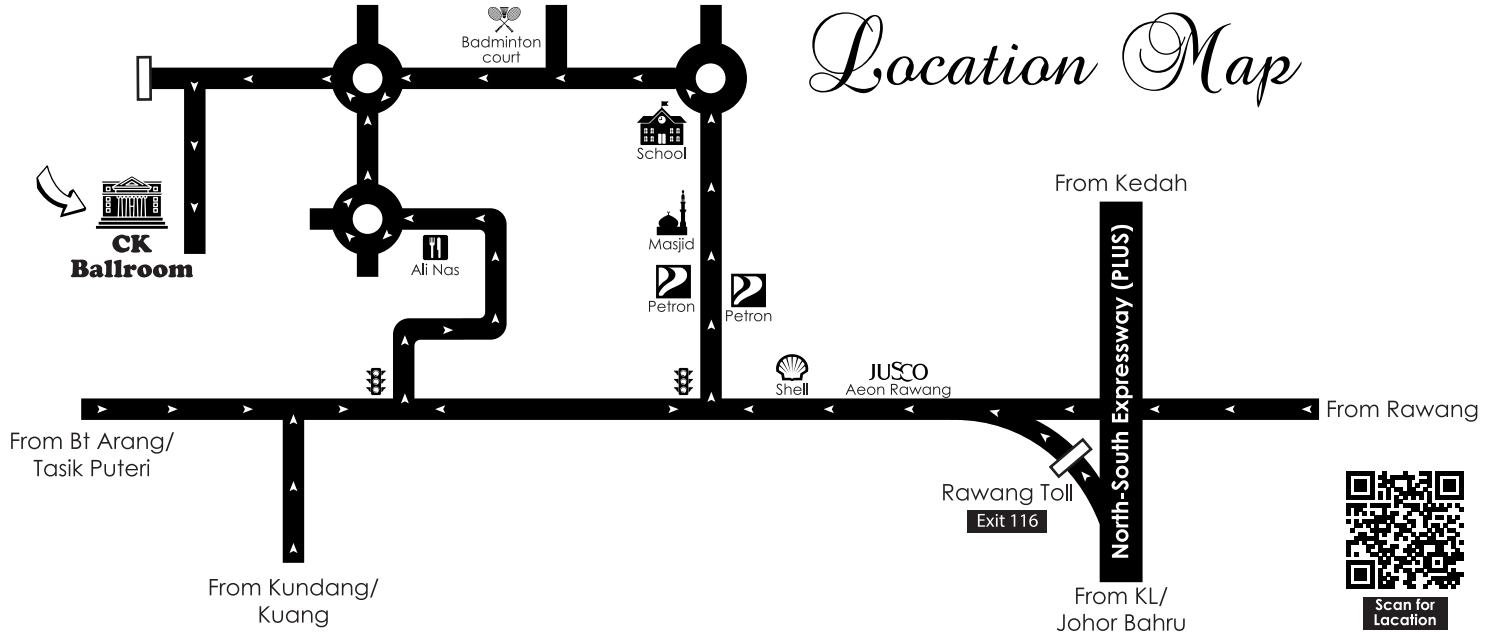 Location Map
Badminton
court
School
From Kedah
Masjid
CK
Ballroom
Ali Nas
Petron
Petron
North-South Expressway (PLUS)
Shell
JUSCO
Aeon Rawang
From Rawang
From Bt Arang/
Tasik Puteri
Rawang Toll
Exit 116
From Kundang/
Kuang
From KL/
Johor Bahru
Scan for
Lacation